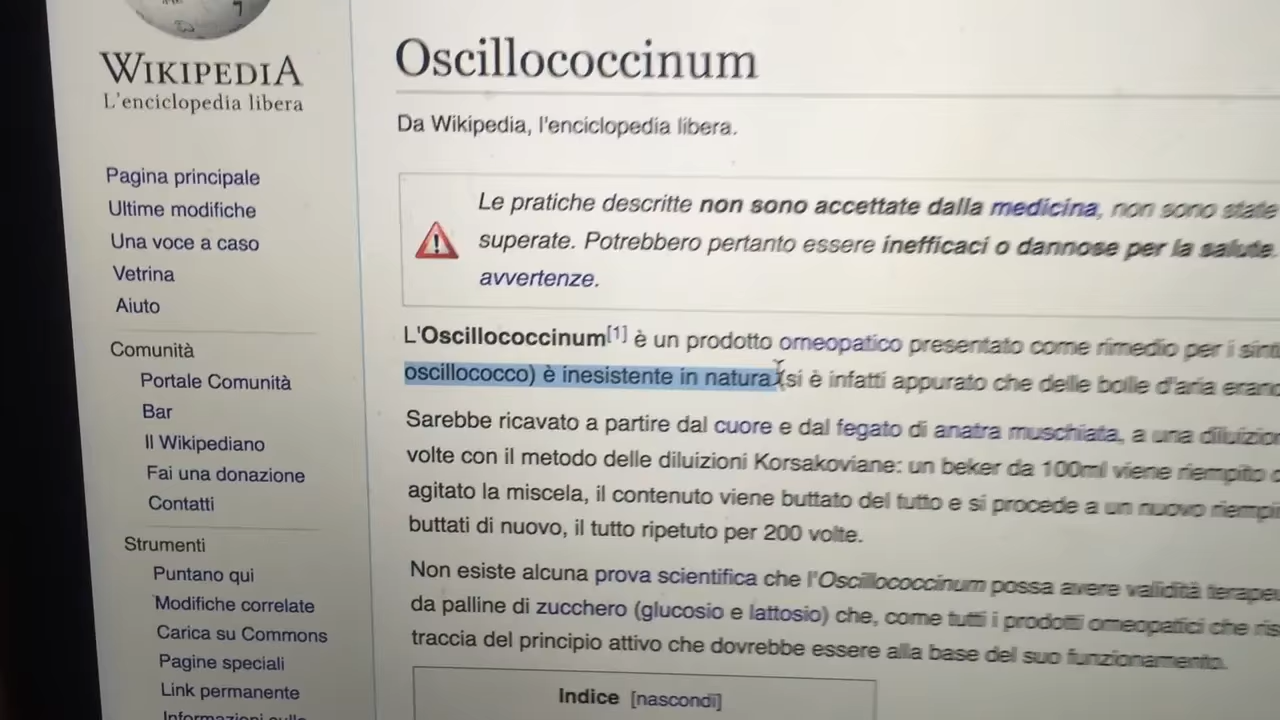 7
WIKIPEDIA
L'enciclopedia libera
Pagina principale
Ultime modifiche
Una voce a caso
Vetrina
Aiuto
Comunità
Portale Comunità
Bar
Il Wikipediano
Fai una donazione
Contatti
Strumenti
Puntano qui
Modifiche correlate
Carica su Commons
Pagine speciali
Link permanente
Informazioni sulla
Oscillococcinum
Da Wikipedia, l'enciclopedia libera.
Le pratiche descritte non sono accettate dalla medicina, non sono state
superate. Potrebbero pertanto essere inefficaci o dannose per la salute.
avvertenze.
L'Oscillococcinum[1] è un prodotto omeopatico presentato come rimedio per i
oscillococco) è inesistente in natura (si è infatti appurato che delle bolle d'aria
Sarebbe ricavato a partire dal cuore e dal fegato di anatra muschiata, a una
volte con il metodo delle diluizioni Korsakoviane: un beker da 100ml viene riempito
agitato la miscela, il contenuto viene buttato del tutto e si procede a un nuovo
buttati di nuovo, il tutto ripetuto per 200 volte.
Non esiste alcuna prova scientifica che l'Oscillococcinum possa avere validità
da palline di zucchero (glucosio e lattosio) che, come tutti i prodotti omeopatici che
traccia del principio attivo che dovrebbe essere alla base del suo funzionamento.
Indice [nascondi]